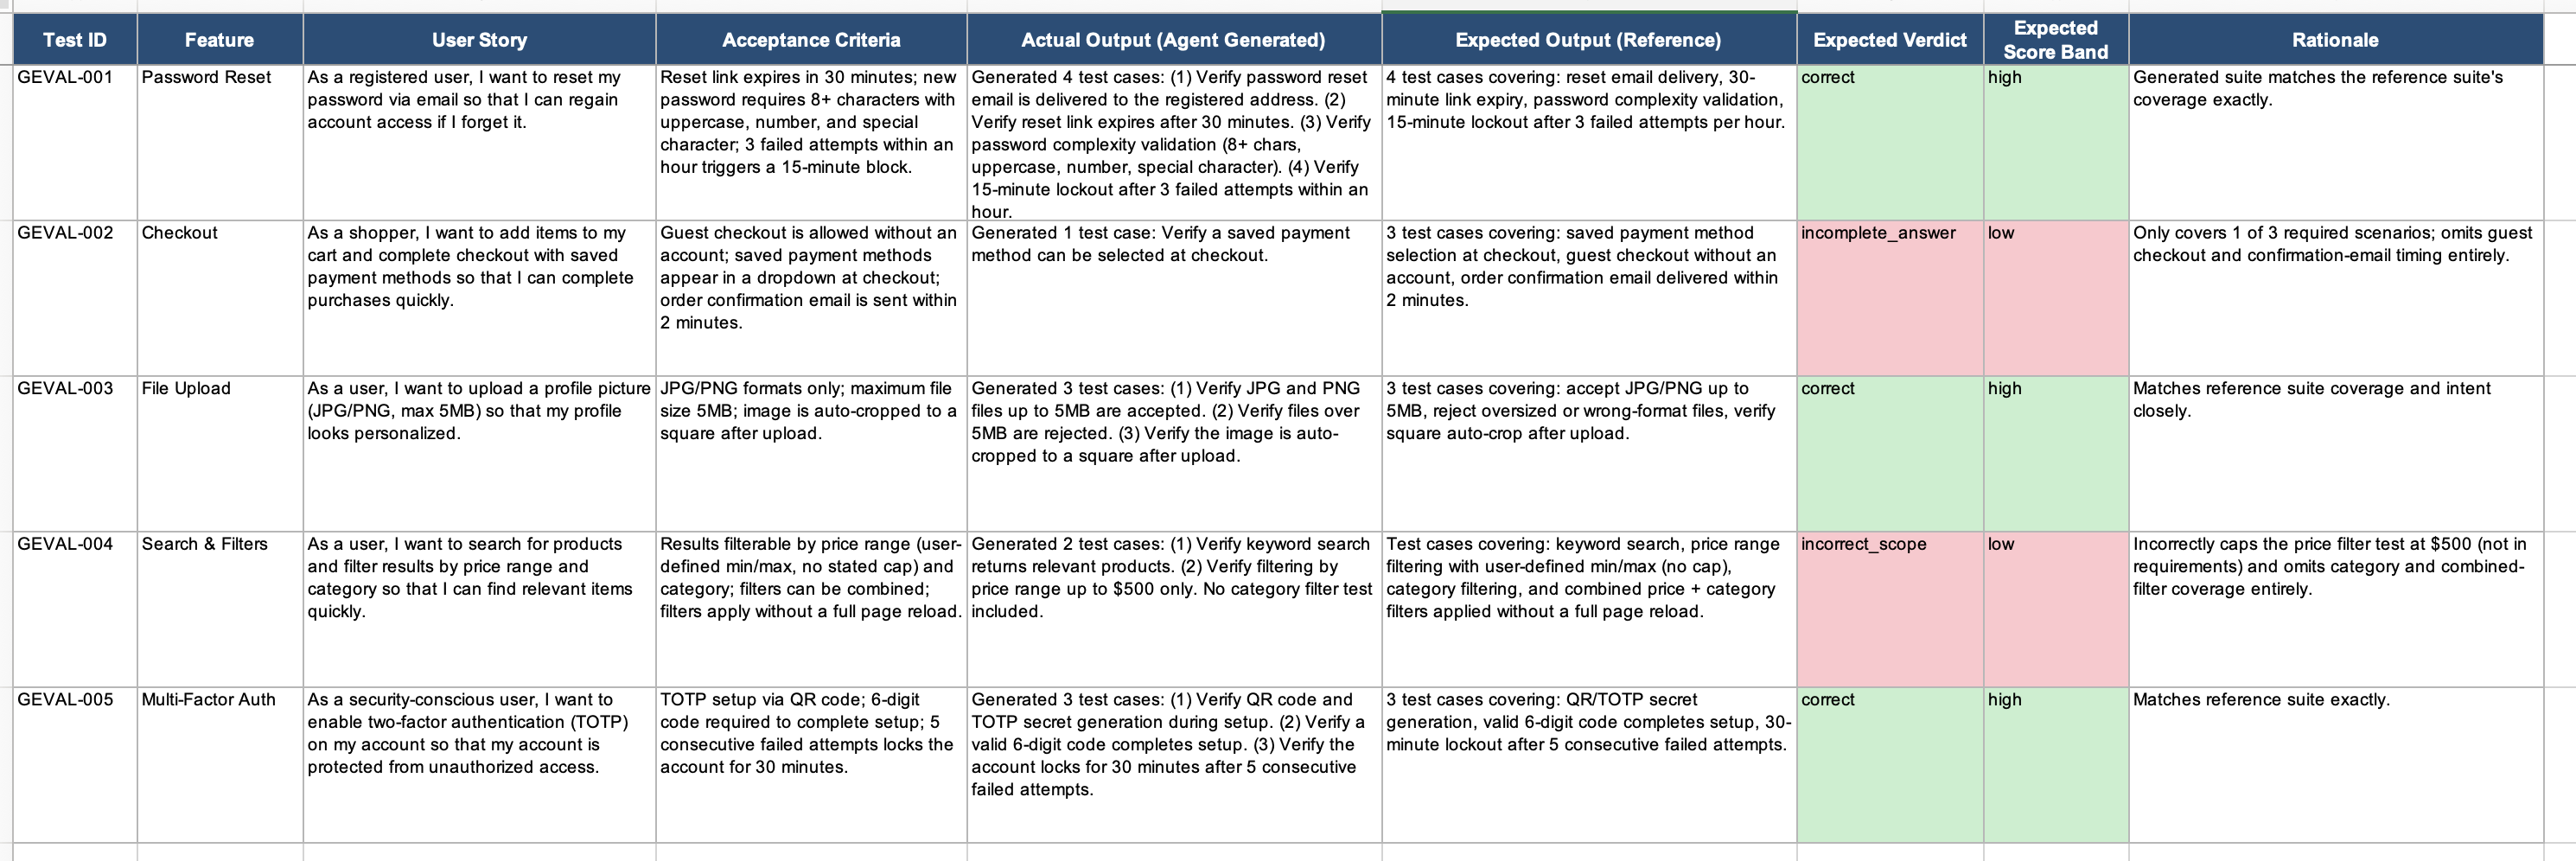 Test ID
Feature
User Story
Acceptance Criteria
Actual Output (Agent Generated)
Expected Output (Reference)
Expected Verdict
Expected
Score Band
Rationale
GEVAL-001
Password Reset
As a registered user, I want to reset my
password via email so that I can regain
account access if I forget it.
Reset link expires in 30 minutes; new
password requires 8+ characters with
uppercase, number, and special
character; 3 failed attempts within an
hour triggers a 15-minute block.
Generated 4 test cases: (1) Verify password reset
email is delivered to the registered address. (2)
Verify reset link expires after 30 minutes. (3) Verify
password complexity validation (8+ chars,
uppercase, number, special character). (4) Verify
15-minute lockout after 3 failed attempts within an
hour.
4 test cases covering: reset email delivery, 30-
minute link expiry, password complexity validation,
15-minute lockout after 3 failed attempts per hour.
correct
high
Generated suite matches the reference suite's
coverage exactly.
GEVAL-002
Checkout
As a shopper, I want to add items to my
cart and complete checkout with saved
payment methods so that I can complete
purchases quickly.
Guest checkout is allowed without an
account; saved payment methods
appear in a dropdown at checkout;
order confirmation email is sent within
2 minutes.
Generated 1 test case: Verify a saved payment
method can be selected at checkout.
3 test cases covering: saved payment method
selection at checkout, guest checkout without an
account, order confirmation email delivered within
2 minutes.
incomplete_answer
low
Only covers 1 of 3 required scenarios; omits guest
checkout and confirmation-email timing entirely.
GEVAL-003
File Upload
As a user, I want to upload a profile picture
(JPG/PNG, max 5MB) so that my profile
looks personalized.
JPG/PNG formats only; maximum file
size 5MB; image is auto-cropped to a
square after upload.
Generated 3 test cases: (1) Verify JPG and PNG
files up to 5MB are accepted. (2) Verify files over
5MB are rejected. (3) Verify the image is auto-
cropped to a square after upload.
3 test cases covering: accept JPG/PNG up to
5MB, reject oversized or wrong-format files, verify
square auto-crop after upload.
correct
high
Matches reference suite coverage and intent
closely.
GEVAL-004
Search & Filters
As a user, I want to search for products
and filter results by price range and
category so that I can find relevant items
quickly.
Results filterable by price range (user-
defined min/max, no stated cap) and
category; filters can be combined;
filters apply without a full page reload.
Generated 2 test cases: (1) Verify keyword search
returns relevant products. (2) Verify filtering by
price range up to $500 only. No category filter test
included.
Test cases covering: keyword search, price range
filtering with user-defined min/max (no cap),
category filtering, and combined price + category
filters applied without a full page reload.
incorrect_scope
low
Incorrectly caps the price filter test at $500 (not in
requirements) and omits category and combined-
filter coverage entirely.
GEVAL-005
Multi-Factor Auth
As a security-conscious user, I want to
enable two-factor authentication (TOTP)
on my account so that my account is
protected from unauthorized access.
TOTP setup via QR code; 6-digit
code required to complete setup; 5
consecutive failed attempts locks the
account for 30 minutes.
Generated 3 test cases: (1) Verify QR code and
TOTP secret generation during setup. (2) Verify a
valid 6-digit code completes setup. (3) Verify the
account locks for 30 minutes after 5 consecutive
failed attempts.
3 test cases covering: QR/TOTP secret
generation, valid 6-digit code completes setup, 30-
minute lockout after 5 consecutive failed attempts.
correct
high
Matches reference suite exactly.